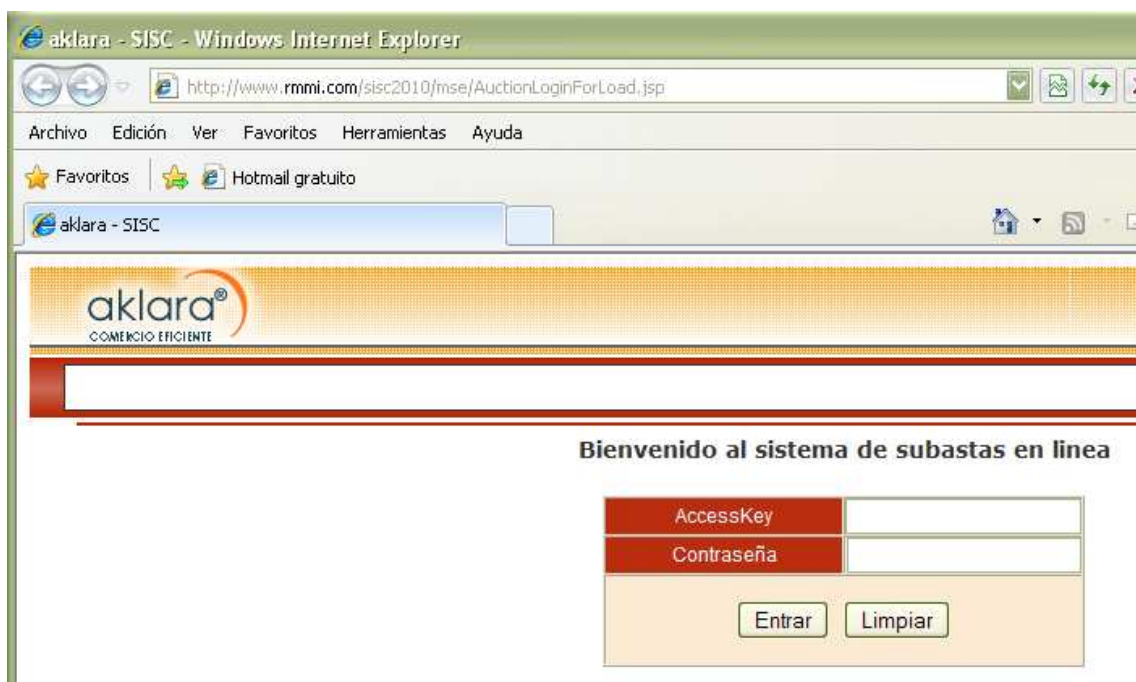 aklara - SISC - Windows Internet Explorer
http://www.rmmi.com/sisc2010/mse/AuctionLoginForLoad.jsp
Archivo Edición Ver Favoritos Herramientas Ayuda
Favoritos Hotmail gratuito
aklara - SISC
aklara®
COMERCIO EFICIENTE
Bienvenido al sistema de subastas en linea
AccessKey
Contraseña
Entrar Limpiar